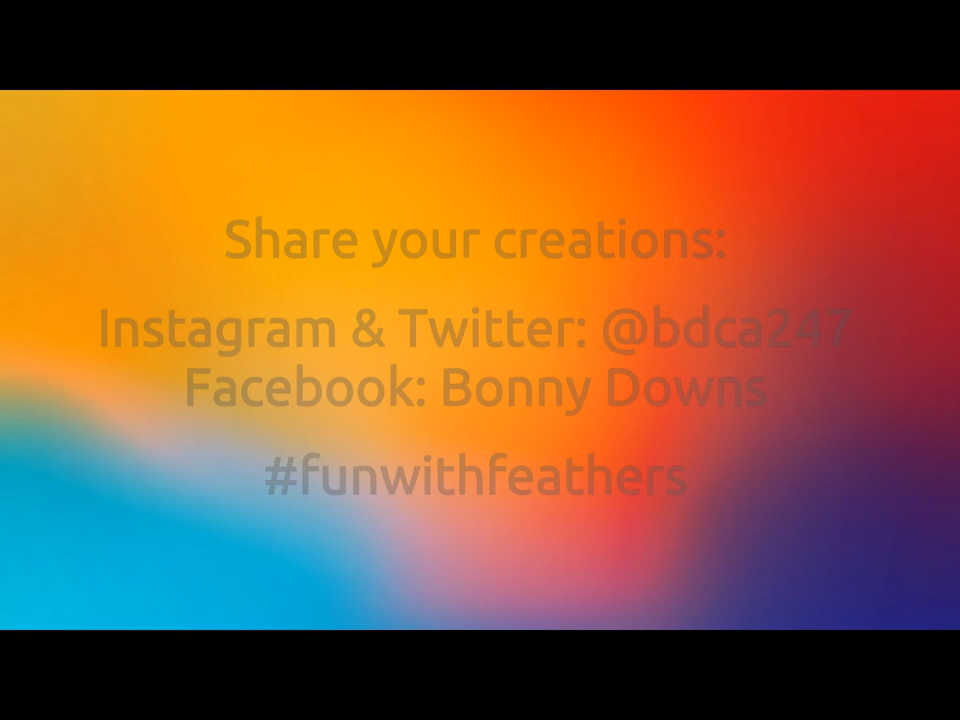 Share your creations:
Instagram & Twitter: @bdca247
Facebook: Bonny Downs
#funwithfeathers